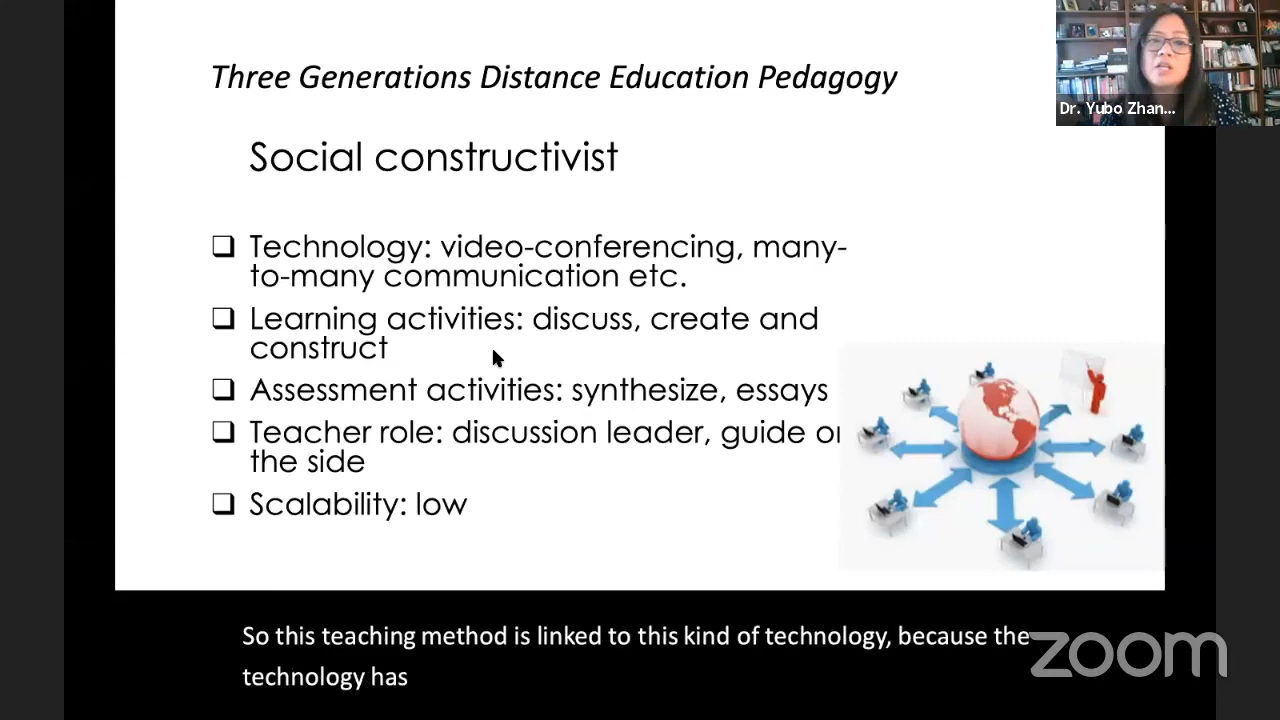 Three Generations Distance Education Pedagogy
Dr. Yubo Zhan...
Social constructivist
Technology: video-conferencing, many-
to-many communication etc.
Learning activities: discuss, create and
construct
Assessment activities: synthesize, essays
Teacher role: discussion leader, guide on
the side
Scalability: low
So this teaching method is linked to this kind of technology, because the
technology has
zoom